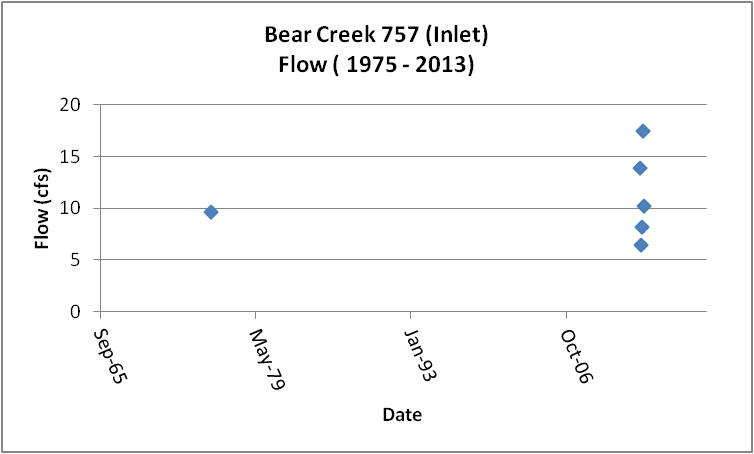 Bear Creek 757 (Inlet)
Flow ( 1975 - 2013)
20
15
10
5
0
Flow (cfs)
Sep-65
May-79
Jan-93
Oct-06
Date